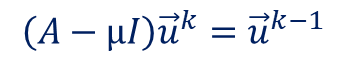 (A − µI)u⃗ᵏ = u⃗ᵏ⁻¹